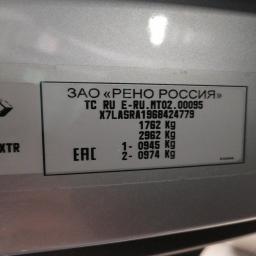 ЗАО «РЕНО РОССИЯ»
TC RU E-RU.MT02.00095
X7LASRA1968424779
1762 Kg
2962 Kg
1- 0945 Kg
EAC 2- 0974 Kg
XTR